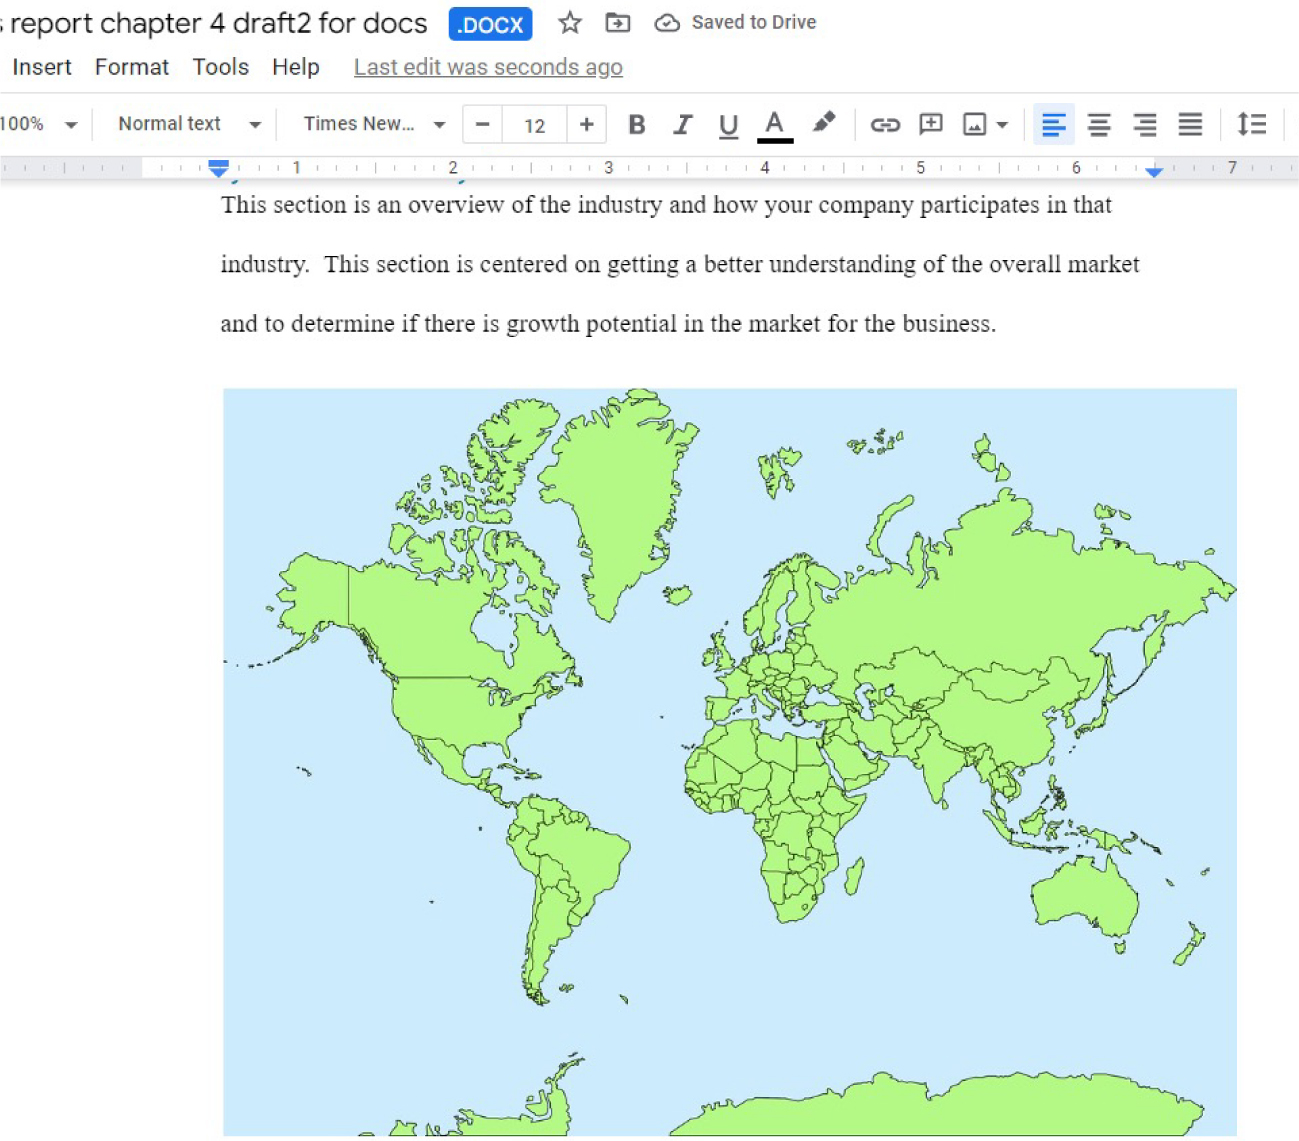 report chapter 4 draft2 for docs .DOCX Saved to Drive
Insert Format Tools Help Last edit was seconds ago
100% Normal text Times New... − 12 + B I U A
1 2 3 4 5 6 7
This section is an overview of the industry and how your company participates in that
industry.  This section is centered on getting a better understanding of the overall market
and to determine if there is growth potential in the market for the business.